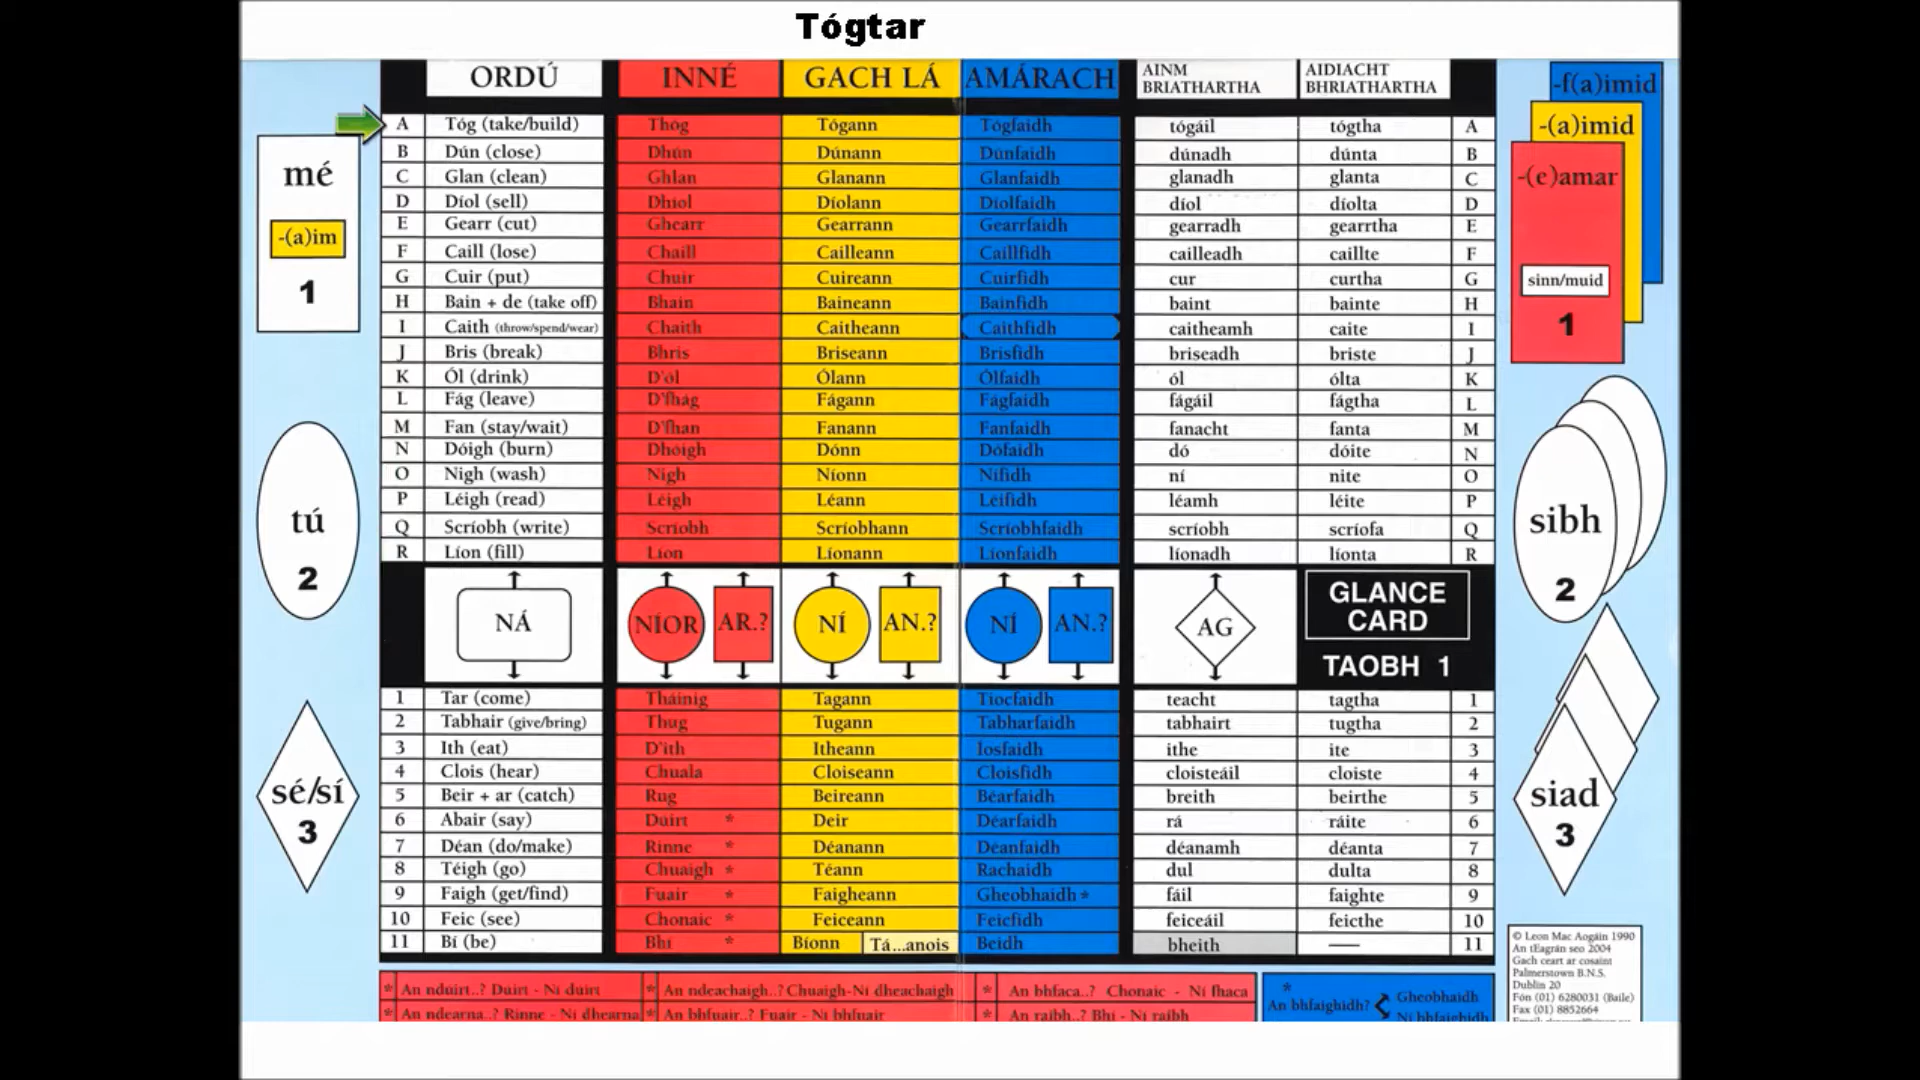 Tógtar
ORDÚ INNÉ GACH LÁ AMÁRACH AINM BRIATHARTHA AIDIACHT BHRIATHARTHA
A Tóg (take/build) Thóg Tógann Tógfaidh tógáil tógtha A
B Dún (close) Dhún Dúnann Dúnfaidh dúnadh dúnta B
C Glan (clean) Ghlan Glanann Glanfaidh glanadh glanta C
D Díol (sell) Dhíol Díolann Díolfaidh díol díolta D
E Gearr (cut) Ghearr Gearrann Gearrfaidh gearradh gearrtha E
F Caill (lose) Chaill Cailleann Caillfidh cailleadh caillte F
G Cuir (put) Chuir Cuireann Cuirfidh cur curtha G
H Bain + de (take off) Bhain Baineann Bainfidh baint bainte H
I Caith (throw/spend/wear) Chaith Caitheann Caithfidh caitheamh caite I
J Bris (break) Bhris Briseann Brisfidh briseadh briste J
K Ól (drink) D'ól Ólann Ólfaidh ól ólta K
L Fág (leave) D'fhág Fágann Fágfaidh fágáil fágtha L
M Fan (stay/wait) D'fhan Fanann Fanfaidh fanacht fanta M
N Dóigh (burn) Dhóigh Dónn Dófaidh dó dóite N
O Nigh (wash) Nigh Níonn Nífidh ní nite O
P Léigh (read) Léigh Léann Léifidh léamh léite P
Q Scríobh (write) Scríobh Scríobhann Scríobhfaidh scríobh scríofa Q
R Líon (fill) Líon Líonann Líonfaidh líonadh líonta R
NÁ NÍOR AR.? NÍ AN.? NÍ AN.? AG
GLANCE
CARD
TAOBH 1
1 Tar (come) Tháinig Tagann Tiocfaidh teacht tagtha 1
2 Tabhair (give/bring) Thug Tugann Tabharfaidh tabhairt tugtha 2
3 Ith (eat) D'ith Itheann Íosfaidh ithe ite 3
4 Clois (hear) Chuala Cloiseann Cloisfidh cloisteáil cloiste 4
5 Beir + ar (catch) Rug Beireann Béarfaidh breith beirthe 5
6 Abair (say) Duirt * Deir Déarfaidh rá ráite 6
7 Déan (do/make) Rinne * Déanann Déanfaidh déanamh déanta 7
8 Téigh (go) Chuaigh * Téann Rachaidh dul dulta 8
9 Faigh (get/find) Fuair * Faigheann Gheobhaidh * fáil faighte 9
10 Feic (see) Chonaic * Feiceann Feicfidh feiceáil feicthe 10
11 Bí (be) Bhí * Bíonn Tá...anois Beidh bheith — 11
* An nduirt..? Duirt - Ni duirt * An ndeachaigh..? Chuaigh-Ni dheachaigh * An bhfaca..? Chonaic - Ni fhaca
* An ndearna..? Rinne - Ni dhearna * An bhfuair..? Fuair - Ni bhfuair * An raibh..? Bhi - Ni raibh
* An bhfaighidh? Gheobhaidh
Ni bhfaighidh
mé
-(a)im
1
tú
2
sé/sí
3
-f(a)imid
-(a)imid
-(e)amar
sinn/muid
1
sibh
2
siad
3
© Leon Mac Aogáin 1990
An tEagrán seo 2004
Gach ceart ar cosaint
Palmerstown B.N.S.
Dublin 20
Fón (01) 6280031 (Baile)
Fax (01) 8852664